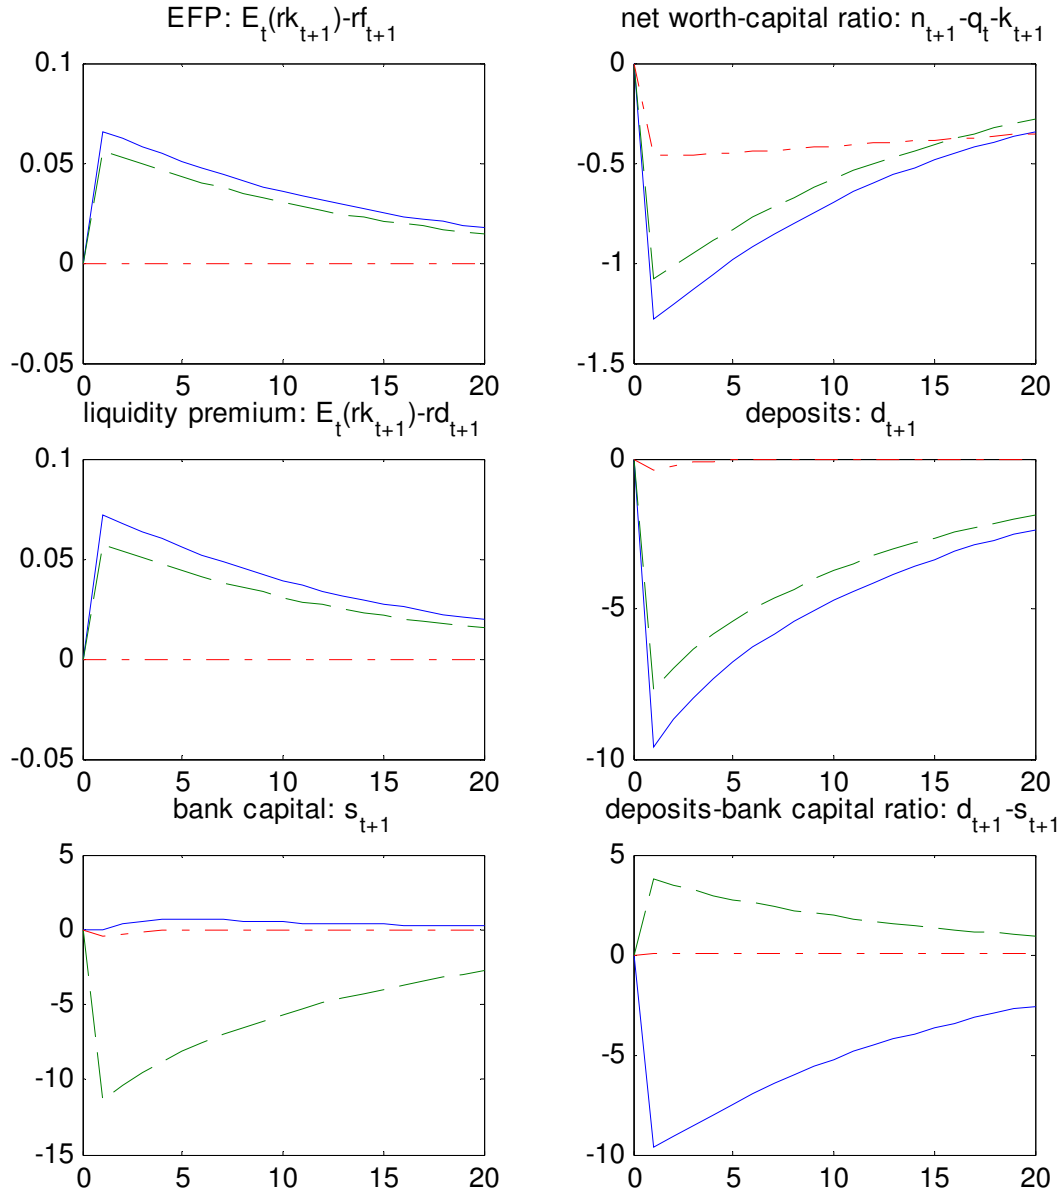 EFP: E_t(rk_{t+1})-rf_{t+1}
0.1
0.05
0
-0.05
0 5 10 15 20
net worth-capital ratio: n_{t+1}-q_t-k_{t+1}
0
-0.5
-1
-1.5
0 5 10 15 20
liquidity premium: E_t(rk_{t+1})-rd_{t+1}
0.1
0.05
0
-0.05
0 5 10 15 20
deposits: d_{t+1}
0
-5
-10
0 5 10 15 20
bank capital: s_{t+1}
5
0
-5
-10
-15
0 5 10 15 20
deposits-bank capital ratio: d_{t+1}-s_{t+1}
5
0
-5
-10
0 5 10 15 20